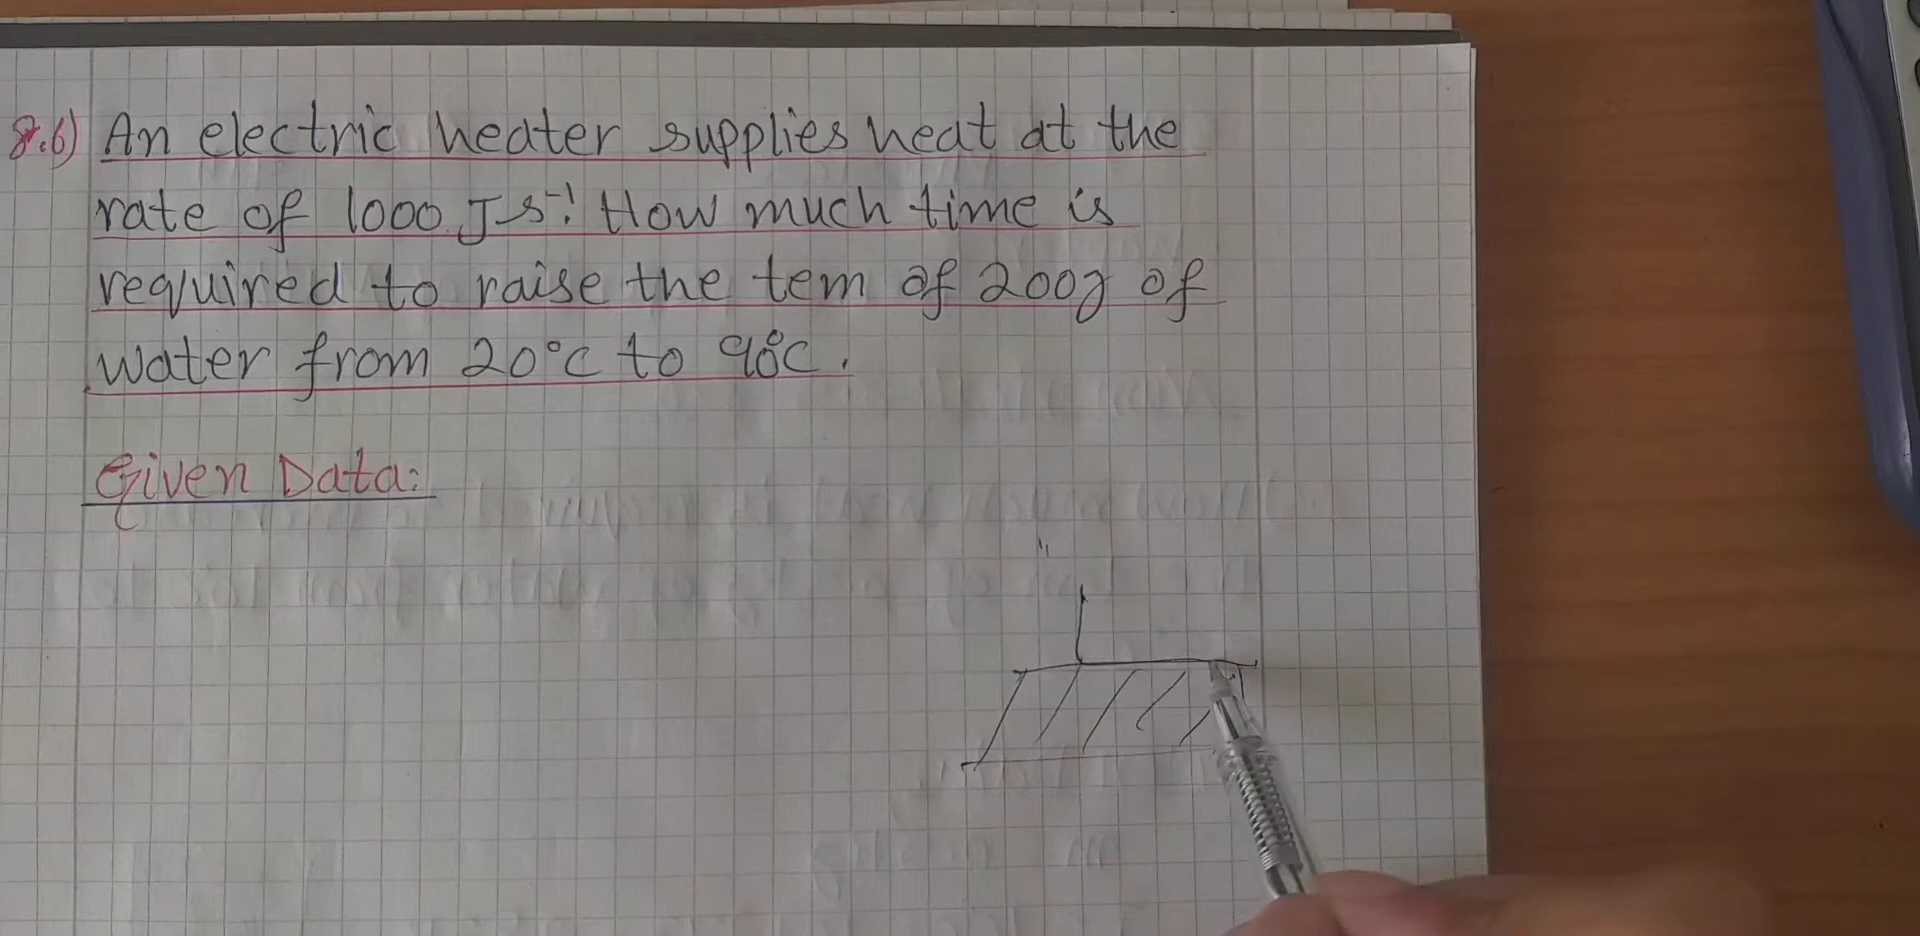 8.6) An electric heater supplies heat at the
rate of 1000 Js⁻¹. How much time is
required to raise the tem of 200g of
water from 20°C to 90°C.
Given Data: